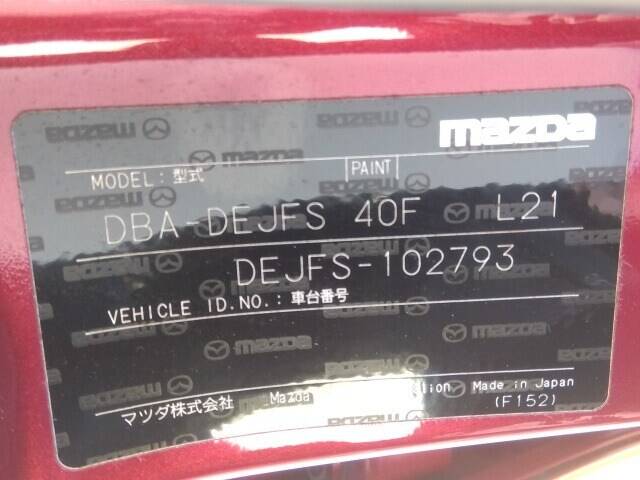 mazda
MODEL: 型式 PAINT
DBA-DEJFS 40F L21
DEJFS-102793
VEHICLE ID.NO.: 車台番号
マツダ株式会社 Mazda Made in Japan
(F152)